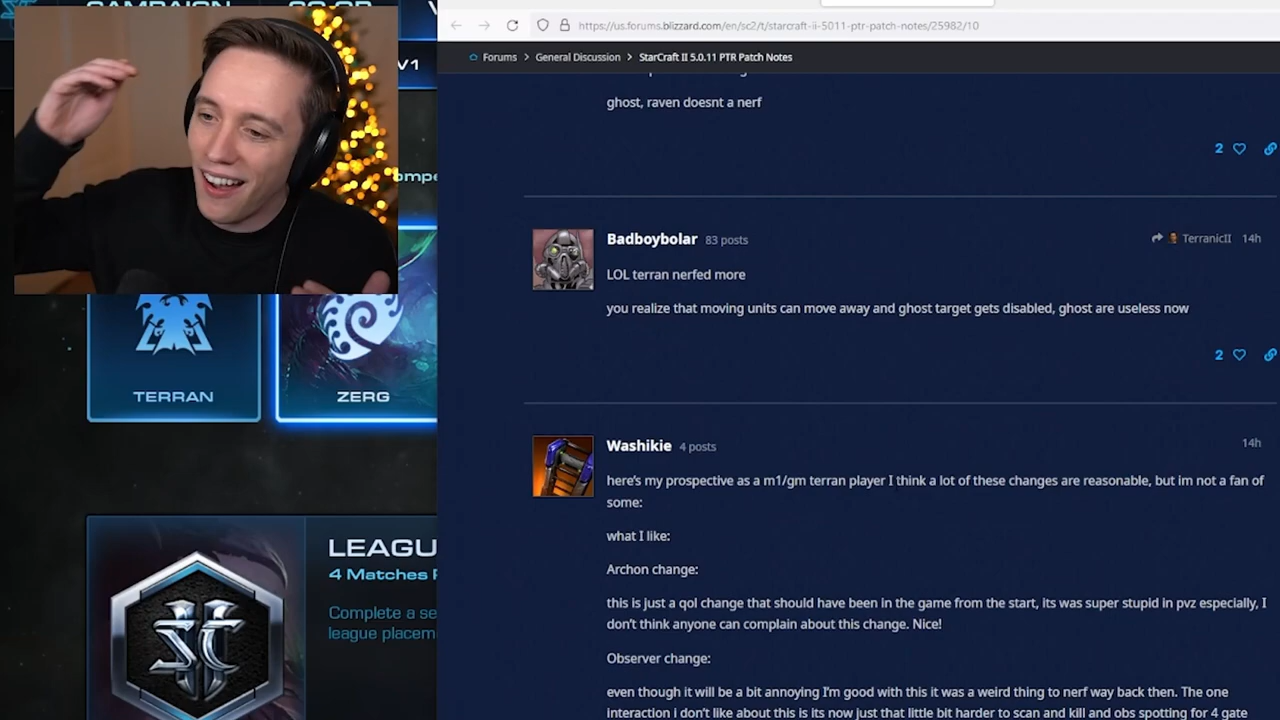 CAMPAIGN
V1
TERRAN
ZERG
LEAGU
4 Matches
Complete a se
league placem
https://us.forums.blizzard.com/en/sc2/t/starcraft-ii-5011-ptr-patch-notes/25982/10
Forums > General Discussion > StarCraft II 5.0.11 PTR Patch Notes
ghost, raven doesnt a nerf
2
Badboybolar 83 posts TerranicII 14h
LOL terran nerfed more
you realize that moving units can move away and ghost target gets disabled, ghost are useless now
2
Washikie 4 posts 14h
here's my prospective as a m1/gm terran player I think a lot of these changes are reasonable, but im not a fan of
some:
what I like:
Archon change:
this is just a qol change that should have been in the game from the start, its was super stupid in pvz especially, I
don't think anyone can complain about this change. Nice!
Observer change:
even though it will be a bit annoying I'm good with this it was a weird thing to nerf way back then. The one
interaction i don't like about this is its now just that little bit harder to scan and kill and obs spotting for 4 gate